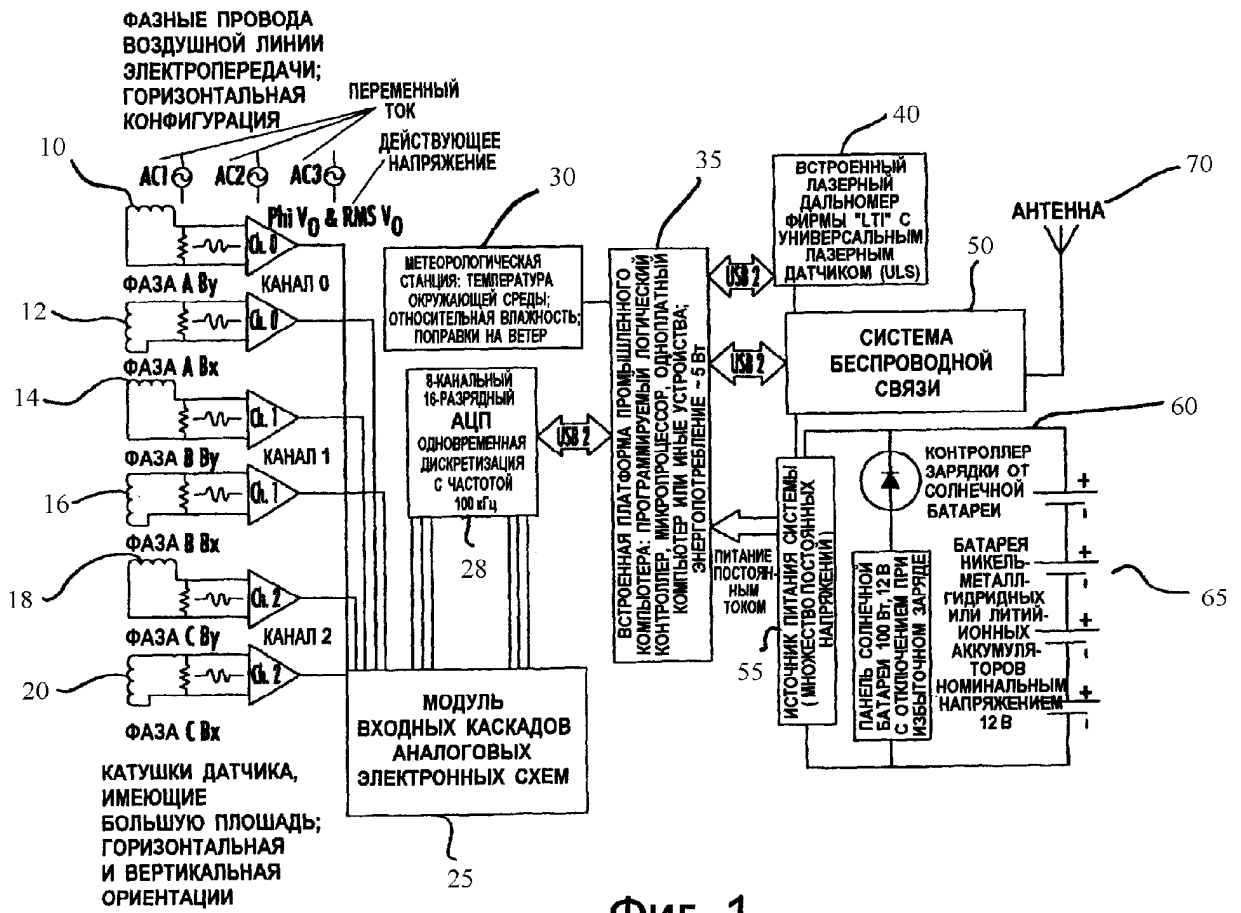 ФАЗНЫЕ ПРОВОДА
ВОЗДУШНОЙ ЛИНИИ
ЭЛЕКТРОПЕРЕДАЧИ;
ГОРИЗОНТАЛЬНАЯ
КОНФИГУРАЦИЯ
ПЕРЕМЕННЫЙ
ТОК
ДЕЙСТВУЮЩЕЕ
НАПРЯЖЕНИЕ
10
AC1
AC2
AC3
Phi V0 & RMS V0
Ch. 0
ФАЗА A By
КАНАЛ 0
12
Ch. 0
ФАЗА A Bx
14
Ch. 1
ФАЗА B By
КАНАЛ 1
16
Ch. 1
ФАЗА B Bx
18
Ch. 2
ФАЗА C By
КАНАЛ 2
20
Ch. 2
ФАЗА C Bx
КАТУШКИ ДАТЧИКА,
ИМЕЮЩИЕ
БОЛЬШУЮ ПЛОШАДЬ;
ГОРИЗОНТАЛЬНАЯ
И ВЕРТИКАЛЬНАЯ
ОРИЕНТАЦИИ
30
МЕТЕОРОЛОГИЧЕСКАЯ
СТАНЦИЯ: ТЕМПЕРАТУРА
ОКРУЖАЮЩЕЙ СРЕДЫ;
ОТНОСИТЕЛЬНАЯ ВЛАЖНОСТЬ;
ПОПРАВКИ НА ВЕТЕР
8-КАНАЛЬНЫЙ
16-РАЗРЯДНЫЙ
АЦП
ОДНОВРЕМЕННАЯ
ДИСКРЕТИЗАЦИЯ
С ЧАСТОТОЙ
100 кГц
28
USB 2
МОДУЛЬ
ВХОДНЫХ КАСКАДОВ
АНАЛОГОВЫХ
ЭЛЕКТРОННЫХ СХЕМ
25
35
ВСТРОЕННАЯ ПЛАТФОРМА ПРОМЫШЛЕННОГО
КОМПЬЮТЕРА: ПРОГРАММИРУЕМЫЙ ЛОГИЧЕСКИЙ
КОНТРОЛЛЕР, МИКРОПРОЦЕССОР, ОДНОПЛАТНЫЙ
КОМПЬЮТЕР ИЛИ ИНЫЕ УСТРОЙСТВА;
ЭНЕРГОПОТРЕБЛЕНИЕ ~ 5 Вт
USB 2
USB 2
40
ВСТРОЕННЫЙ
ЛАЗЕРНЫЙ
ДАЛЬНОМЕР
ФИРМЫ "LTI" С
УНИВЕРСАЛЬНЫМ
ЛАЗЕРНЫМ
ДАТЧИКОМ (ULS)
70
АНТЕННА
50
СИСТЕМА
БЕСПРОВОДНОЙ
СВЯЗИ
60
ПИТАНИЕ
ПОСТОЯН-
НЫМ
ТОКОМ
55
ИСТОЧНИК ПИТАНИЯ СИСТЕМЫ
(МНОЖЕСТВО ПОСТОЯННЫХ
НАПРЯЖЕНИЙ)
КОНТРОЛЛЕР
ЗАРЯДКИ ОТ
СОЛНЕЧНОЙ
БАТАРЕИ
ПАНЕЛЬ СОЛНЕЧНОЙ
БАТАРЕИ 100 Вт, 12 В
С ОТКЛЮЧЕНИЕМ ПРИ
ИЗБЫТОЧНОМ ЗАРЯДЕ
БАТАРЕЯ
НИКЕЛЬ-
МЕТАЛЛ-
ГИДРИДНЫХ
ИЛИ ЛИТИЙ-
ИОННЫХ
АККУМУЛЯ-
ТОРОВ
НОМИНАЛЬНЫМ
НАПРЯЖЕНИЕМ
12 В
65
Фиг. 1